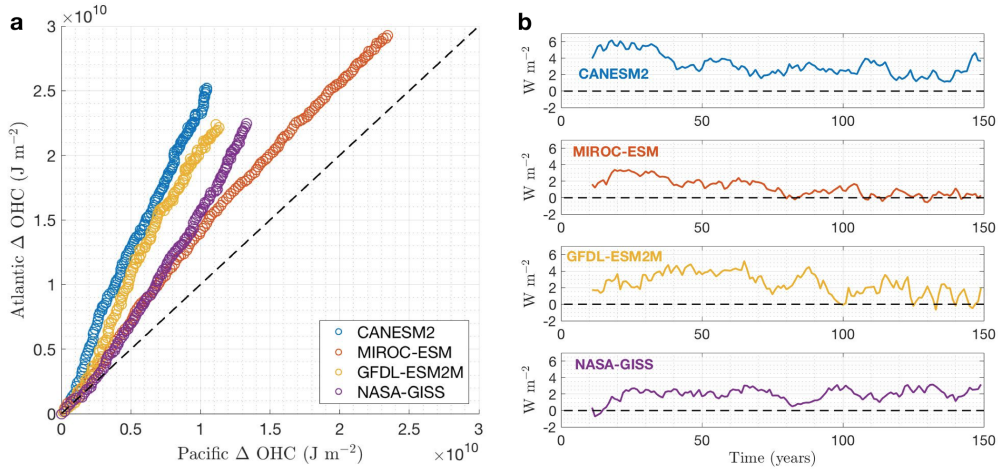 a
×10^10
3
2.5
2
1.5
1
0.5
0
Atlantic Δ OHC (J m−2)
0 0.5 1 1.5 2 2.5 3
Pacific Δ OHC (J m−2)
×10^10
CANESM2
MIROC-ESM
GFDL-ESM2M
NASA-GISS
b
W m−2
6
4
2
0
-2
CANESM2
0 50 100 150
W m−2
6
4
2
0
-2
MIROC-ESM
0 50 100 150
W m−2
6
4
2
0
-2
GFDL-ESM2M
0 50 100 150
W m−2
6
4
2
0
-2
NASA-GISS
0 50 100 150
Time (years)